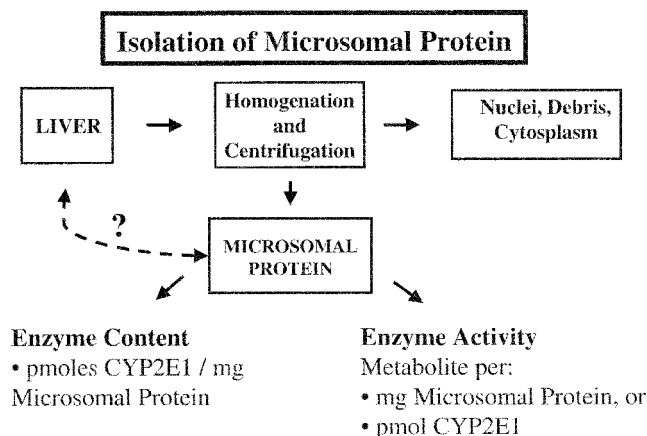 Isolation of Microsomal Protein
LIVER
Homogenation
and
Centrifugation
Nuclei, Debris,
Cytosplasm
?
MICROSOMAL
PROTEIN
Enzyme Content
• pmoles CYP2E1 / mg
Microsomal Protein
Enzyme Activity
Metabolite per:
• mg Microsomal Protein, or
• pmol CYP2E1